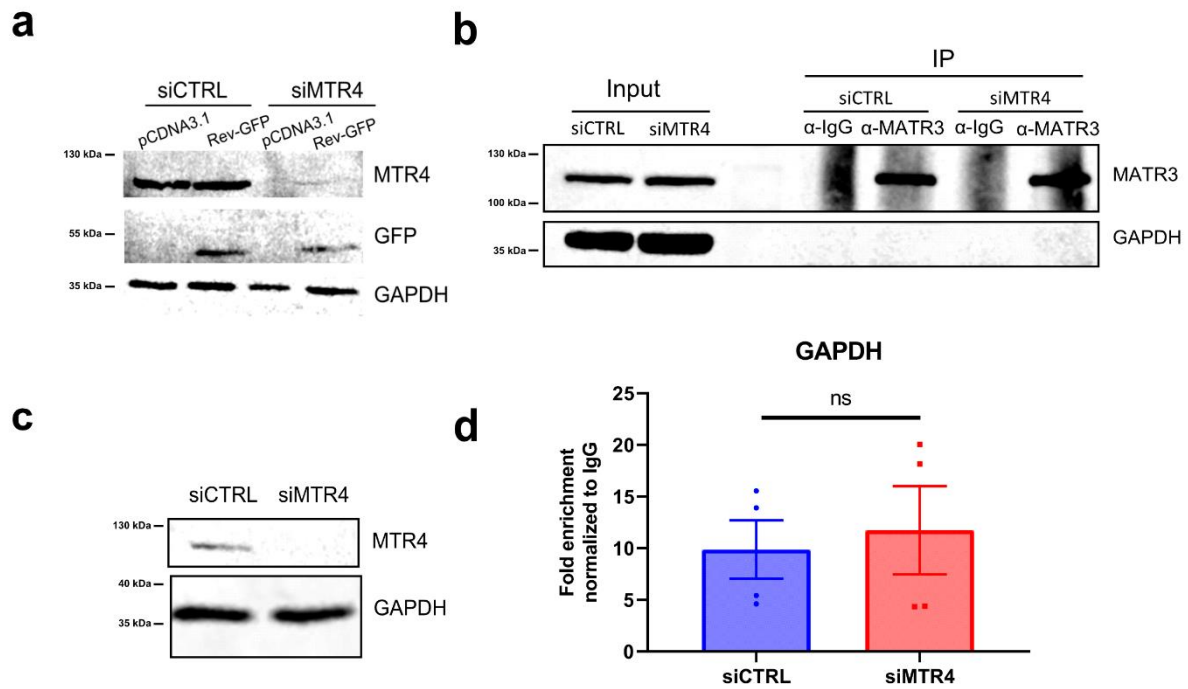 a
siCTRL siMTR4
pCDNA3.1 Rev-GFP pCDNA3.1 Rev-GFP
130 kDa
MTR4
55 kDa
GFP
35 kDa
GAPDH
b
IP
Input siCTRL siMTR4
siCTRL siMTR4 α-IgG α-MATR3 α-IgG α-MATR3
130 kDa
MATR3
100 kDa
35 kDa
GAPDH
c
siCTRL siMTR4
130 kDa
MTR4
40 kDa
GAPDH
35 kDa
d
GAPDH
ns
Fold enrichment
normalized to IgG
25
20
15
10
5
0
siCTRL siMTR4